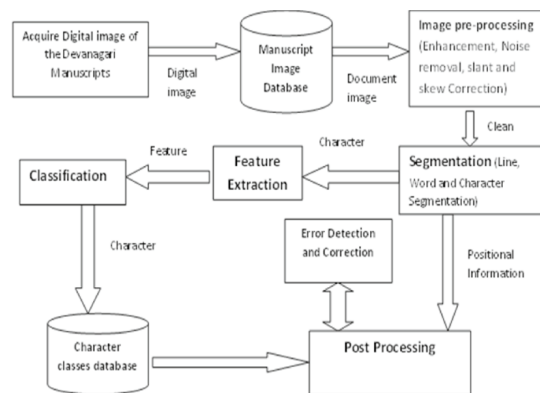 Acquire Digital image of
the Devanagari
Manuscripts
Digital
image
Manuscript
Image
Database
Document
image
Image pre-processing
(Enhancement, Noise
removal, slant and
skew Correction)
Clean
Segmentation (Line,
Word and Character
Segmentation)
Character
Feature
Extraction
Feature
Classification
Character
Positional
Information
Error Detection
and Correction
Character
classes database
Post Processing